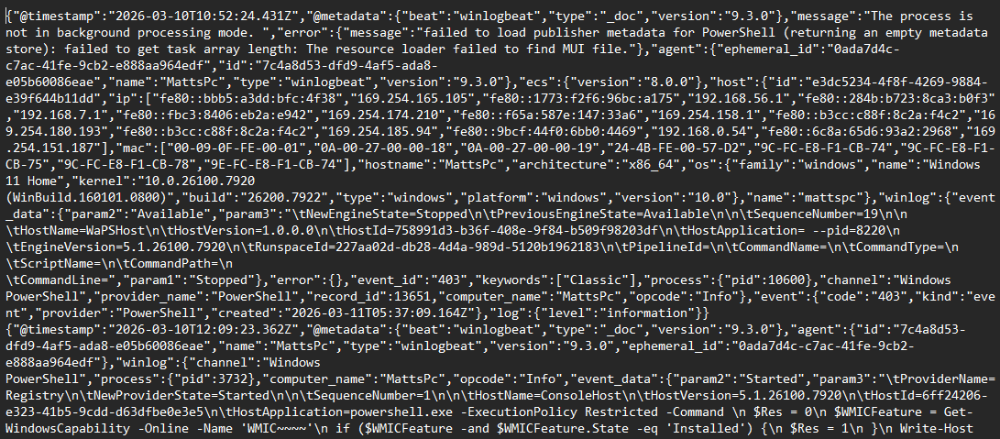 {"@timestamp":"2026-03-10T10:52:24.431Z","@metadata":{"beat":"winlogbeat","type":"_doc","version":"9.3.0"},"message":"The process is
not in background processing mode. ","error":{"message":"failed to load publisher metadata for PowerShell (returning an empty metadata
store): failed to get task array length: The resource loader failed to find MUI file."},"agent":{"ephemeral_id":"0ada7d4c-
c7ac-41fe-9cb2-e888aa964edf","id":"7c4a8d53-dfd9-4af5-ada8-
e05b60086eae","name":"MattsPc","type":"winlogbeat","version":"9.3.0"},"ecs":{"version":"8.0.0"},"host":{"id":"e3dc5234-4f8f-4269-9884-
e39f644b11dd","ip":["fe80::bbb5:a3dd:bfc:4f38","169.254.165.105","fe80::1773:f2f6:96bc:a175","192.168.56.1","fe80::284b:b723:8ca3:b0f3"
,"192.168.7.1","fe80::fbc3:8406:eb2a:e942","169.254.174.210","fe80::f65a:587e:147:33a6","169.254.158.1","fe80::b3cc:c88f:8c2a:f4c2","16
9.254.180.193","fe80::b3cc:c88f:8c2a:f4c2","169.254.185.94","fe80::9bcf:44f0:6bb0:4469","192.168.0.54","fe80::6c8a:65d6:93a2:2968","169
.254.151.187"],"mac":["00-09-0F-FE-00-01","0A-00-27-00-00-18","0A-00-27-00-00-19","24-4B-FE-00-57-D2","9C-FC-E8-F1-CB-74","9C-FC-E8-F1-
CB-75","9C-FC-E8-F1-CB-78","9E-FC-E8-F1-CB-74"],"hostname":"MattsPc","architecture":"x86_64","os":{"family":"windows","name":"Windows
11 Home","kernel":"10.0.26100.7920
(WinBuild.160101.0800)","build":"26200.7922","type":"windows","platform":"windows","version":"10.0"},"name":"mattspc"},"winlog":{"event
_data":{"param2":"Available","param3":"\tNewEngineState=Stopped\n\tPreviousEngineState=Available\n\n\tSequenceNumber=19\n\n
\tHostName=WaPSHost\n\tHostVersion=1.0.0.0\n\tHostId=758991d3-b36f-408e-9f84-b509f98203df\n\tHostApplication= --pid=8220\n
\tEngineVersion=5.1.26100.7920\n\tRunspaceId=227aa02d-db28-4d4a-989d-5120b1962183\n\tPipelineId=\n\tCommandName=\n\tCommandType=\n
\tScriptName=\n\tCommandPath=\n
\tCommandLine=","param1":"Stopped"},"error":{},"event_id":"403","keywords":["Classic"],"process":{"pid":10600},"channel":"Windows
PowerShell","provider_name":"PowerShell","record_id":13651,"computer_name":"MattsPc","opcode":"Info"},"event":{"code":"403","kind":"eve
nt","provider":"PowerShell","created":"2026-03-11T05:37:09.164Z"},"log":{"level":"information"}}
{"@timestamp":"2026-03-10T12:09:23.362Z","@metadata":{"beat":"winlogbeat","type":"_doc","version":"9.3.0"},"agent":{"id":"7c4a8d53-
dfd9-4af5-ada8-e05b60086eae","name":"MattsPc","type":"winlogbeat","version":"9.3.0","ephemeral_id":"0ada7d4c-c7ac-41fe-9cb2-
e888aa964edf"},"winlog":{"channel":"Windows
PowerShell","process":{"pid":3732},"computer_name":"MattsPc","opcode":"Info","event_data":{"param2":"Started","param3":"\tProviderName=
Registry\n\tNewProviderState=Started\n\n\tSequenceNumber=1\n\n\tHostName=ConsoleHost\n\tHostVersion=5.1.26100.7920\n\tHostId=6ff24206-
e323-41b5-9cdd-d63dfbe0e3e5\n\tHostApplication=powershell.exe -ExecutionPolicy Restricted -Command \n $Res = 0\n $WMICFeature = Get-
WindowsCapability -Online -Name 'WMIC~~~~'\n if ($WMICFeature -and $WMICFeature.State -eq 'Installed') {\n $Res = 1\n }\n Write-Host